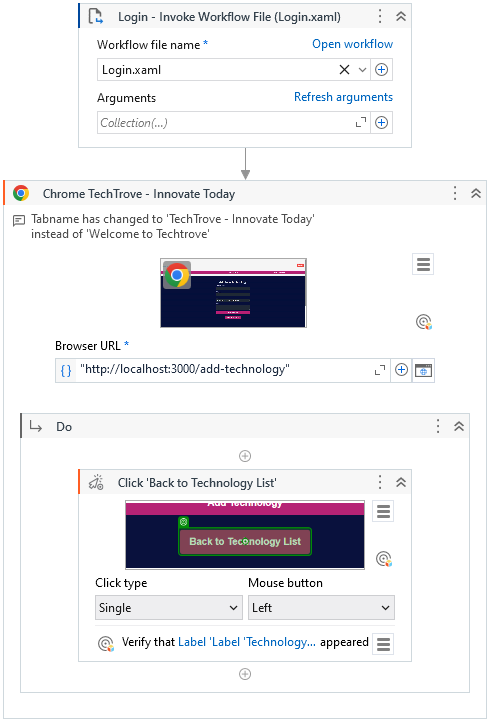 Login - Invoke Workflow File (Login.xaml)
Workflow file name * Open workflow
Login.xaml
Arguments Refresh arguments
Collection(...)
Chrome TechTrove - Innovate Today
Tabname has changed to 'TechTrove - Innovate Today'
instead of 'Welcome to Techtrove'
Browser URL *
{ } "http://localhost:3000/add-technology"
Do
Click 'Back to Technology List'
Add Technology
Back to Technology List
Click type Mouse button
Single Left
Verify that Label 'Label 'Technology... appeared